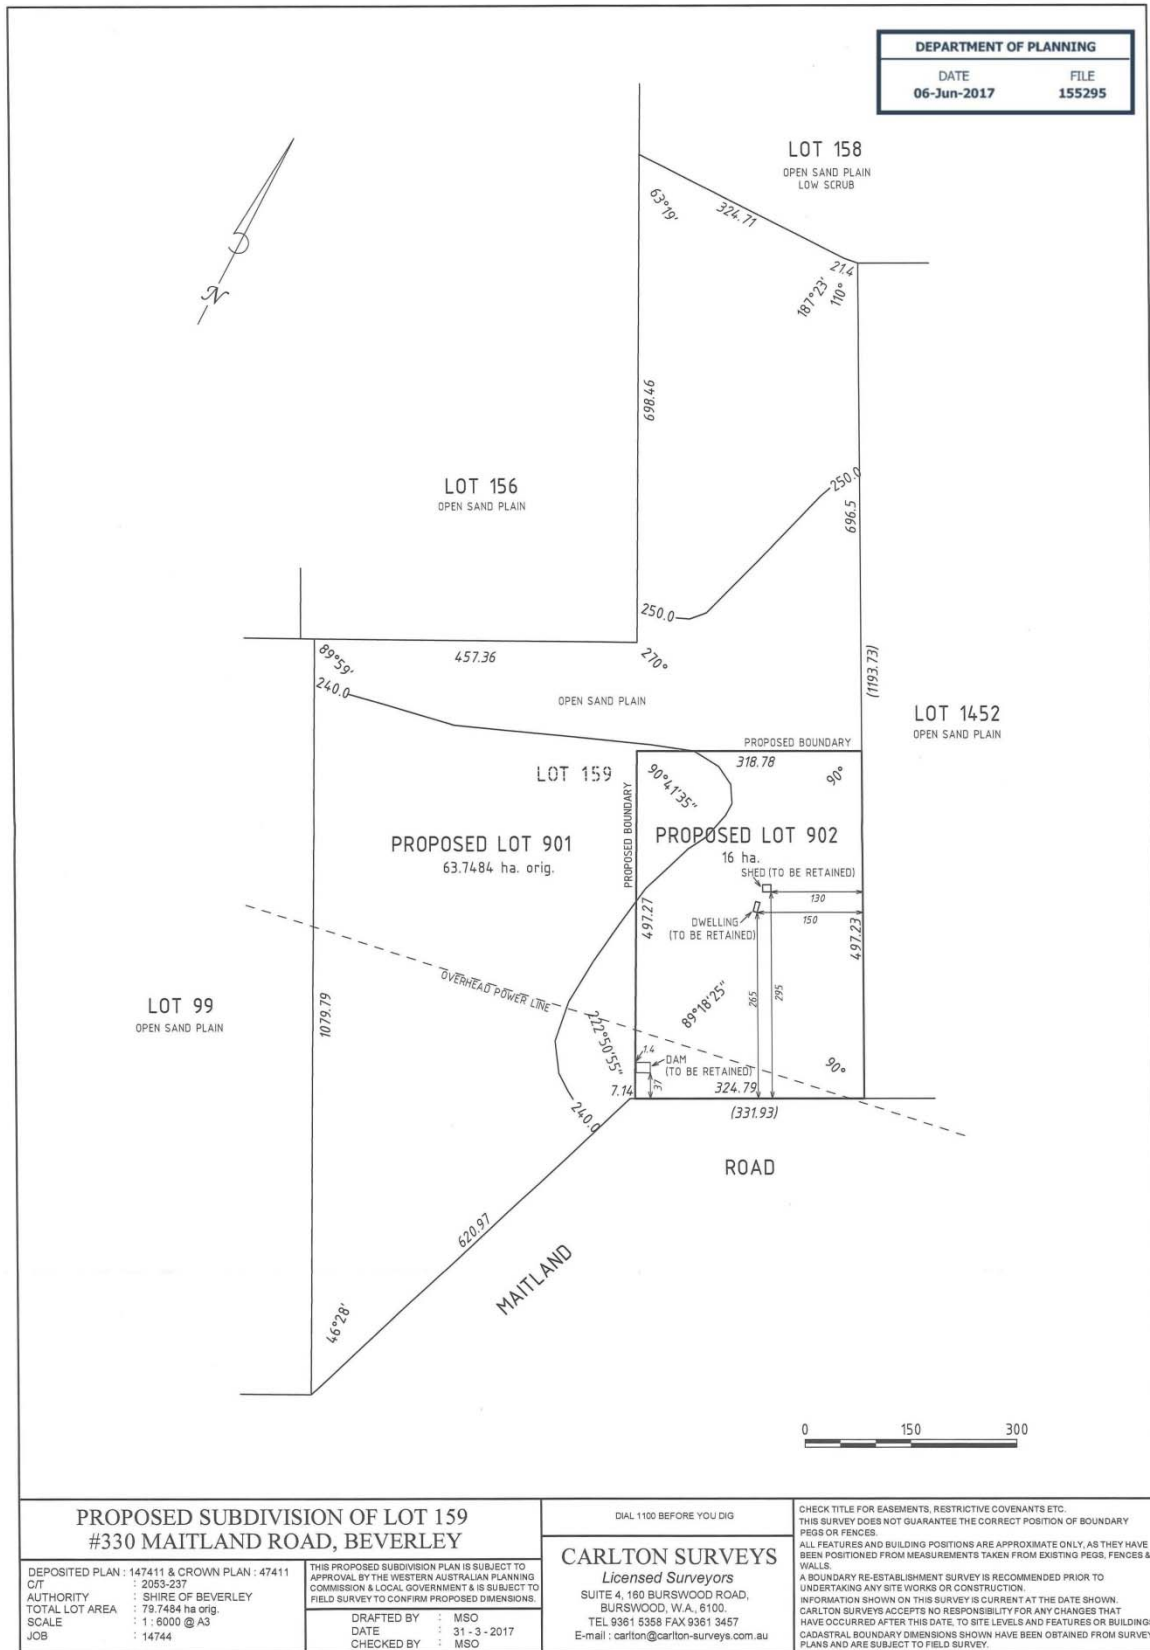 DEPARTMENT OF PLANNING
DATE FILE
06-Jun-2017 155295
LOT 158
OPEN SAND PLAIN
LOW SCRUB
N
63°19'
324.71
21.4
187°23'
110°
698.46
LOT 156
OPEN SAND PLAIN
250.0
696.5
250.0
89°59'
457.36
270°
240.0
(1193.73)
OPEN SAND PLAIN
LOT 1452
OPEN SAND PLAIN
PROPOSED BOUNDARY
318.78
LOT 159
90°41'35"
90°
PROPOSED BOUNDARY
PROPOSED LOT 901
63.7484 ha. orig.
PROPOSED LOT 902
16 ha.
SHED (TO BE RETAINED)
130
DWELLING
(TO BE RETAINED)
150
497.27
497.23
OVERHEAD POWER LINE
265
295
89°18'25"
LOT 99
OPEN SAND PLAIN
1079.79
222°50'55"
1.4
DAM
(TO BE RETAINED)
37
90°
7.14
324.79
(331.93)
240.0
ROAD
620.97
MAITLAND
46°28'
0 150 300
PROPOSED SUBDIVISION OF LOT 159
#330 MAITLAND ROAD, BEVERLEY
DEPOSITED PLAN : 147411 & CROWN PLAN : 47411
C/T : 2053-237
AUTHORITY : SHIRE OF BEVERLEY
TOTAL LOT AREA : 79.7484 ha orig.
SCALE : 1 : 6000 @ A3
JOB : 14744
THIS PROPOSED SUBDIVISION PLAN IS SUBJECT TO
APPROVAL BY THE WESTERN AUSTRALIAN PLANNING
COMMISSION & LOCAL GOVERNMENT & IS SUBJECT TO
FIELD SURVEY TO CONFIRM PROPOSED DIMENSIONS.
DRAFTED BY : MSO
DATE : 31 - 3 - 2017
CHECKED BY : MSO
DIAL 1100 BEFORE YOU DIG
CARLTON SURVEYS
Licensed Surveyors
SUITE 4, 160 BURSWOOD ROAD,
BURSWOOD, W.A., 6100.
TEL 9361 5358 FAX 9361 3457
E-mail : carlton@carlton-surveys.com.au
CHECK TITLE FOR EASEMENTS, RESTRICTIVE COVENANTS ETC.
THIS SURVEY DOES NOT GUARANTEE THE CORRECT POSITION OF BOUNDARY
PEGS OR FENCES.
ALL FEATURES AND BUILDING POSITIONS ARE APPROXIMATE ONLY, AS THEY HAVE
BEEN POSITIONED FROM MEASUREMENTS TAKEN FROM EXISTING PEGS, FENCES &
WALLS.
A BOUNDARY RE-ESTABLISHMENT SURVEY IS RECOMMENDED PRIOR TO
UNDERTAKING ANY SITE WORKS OR CONSTRUCTION.
INFORMATION SHOWN ON THIS SURVEY IS CURRENT AT THE DATE SHOWN.
CARLTON SURVEYS ACCEPTS NO RESPONSIBILITY FOR ANY CHANGES THAT
HAVE OCCURRED AFTER THIS DATE, TO SITE LEVELS AND FEATURES OR BUILDING
CADASTRAL BOUNDARY DIMENSIONS SHOWN HAVE BEEN OBTAINED FROM SURVEY
PLANS AND ARE SUBJECT TO FIELD SURVEY.